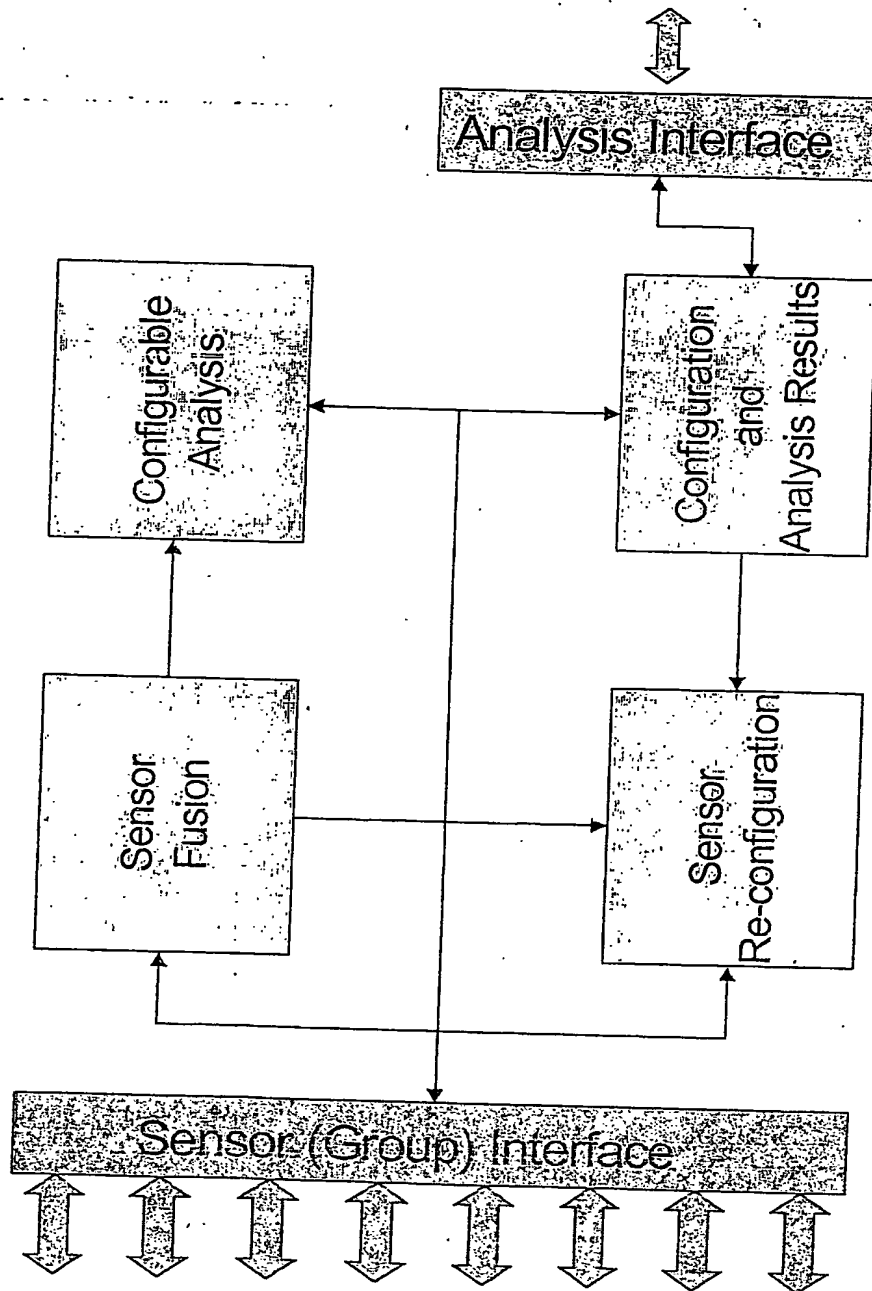 Analysis Interface
Configurable
Analysis
Configuration
and
Analysis Results
Sensor
Fusion
Sensor
Re-configuration
Sensor (Group) Interface